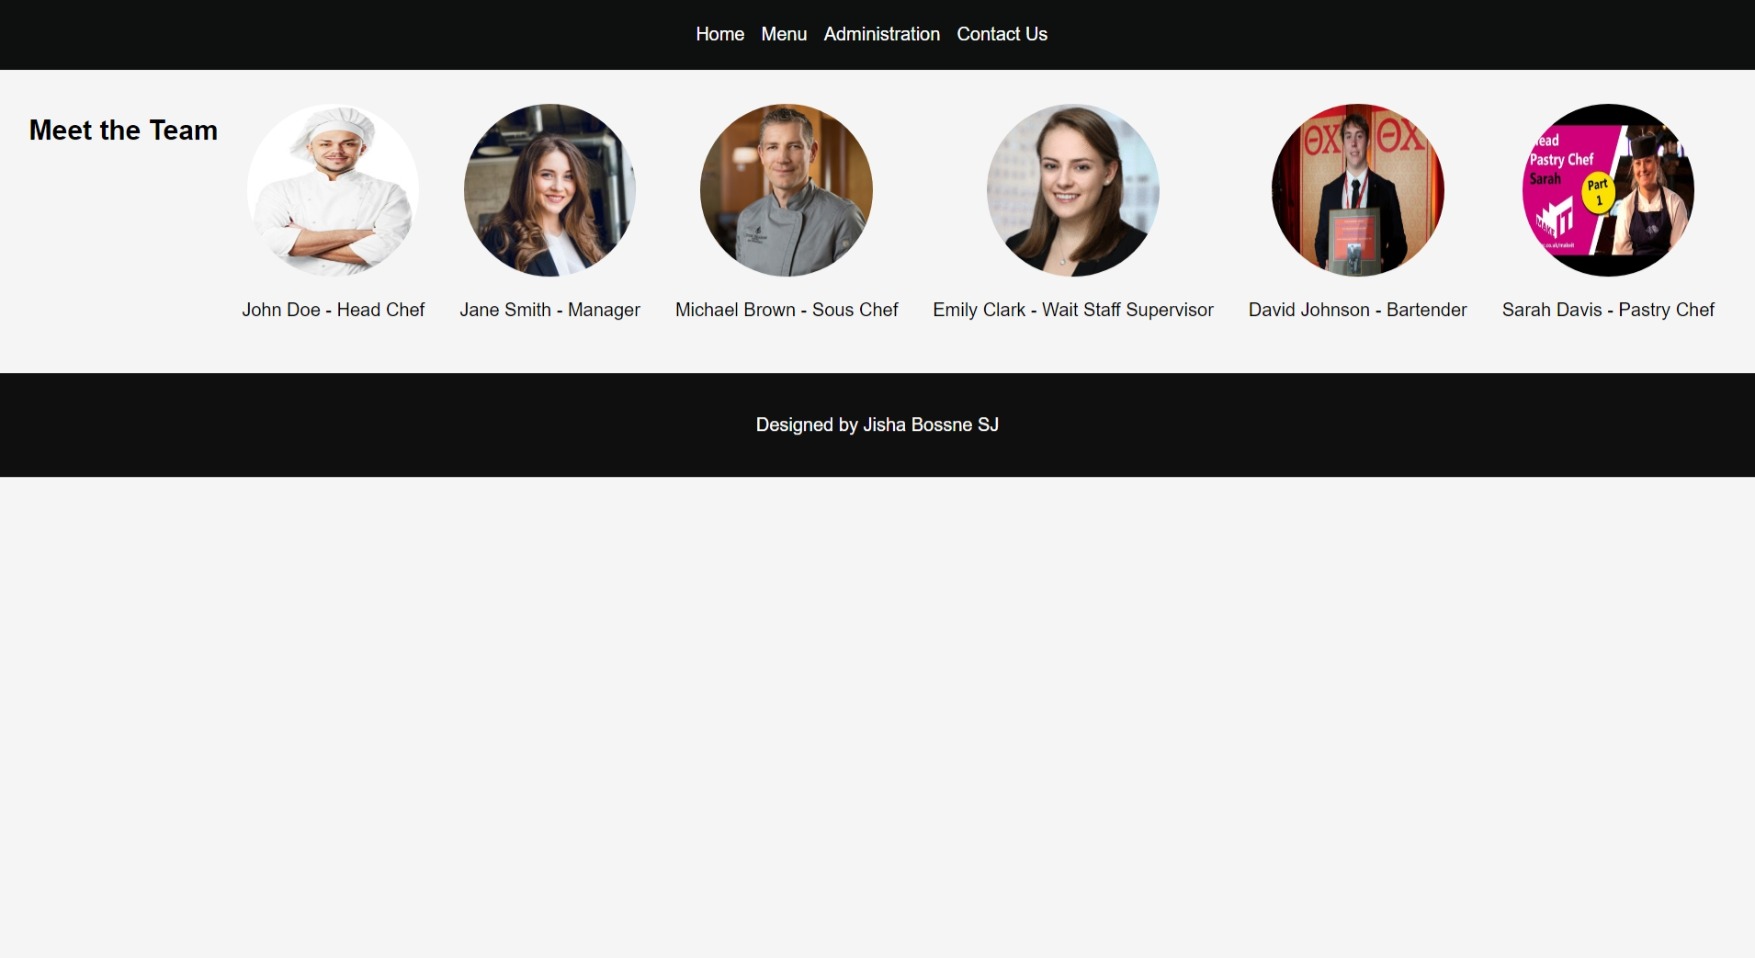 Home Menu Administration Contact Us
Meet the Team
ΘΧ ΘΧ
Pastry Chef
Sarah
Part
1
John Doe - Head Chef
Jane Smith - Manager
Michael Brown - Sous Chef
Emily Clark - Wait Staff Supervisor
David Johnson - Bartender
Sarah Davis - Pastry Chef
Designed by Jisha Bossne SJ